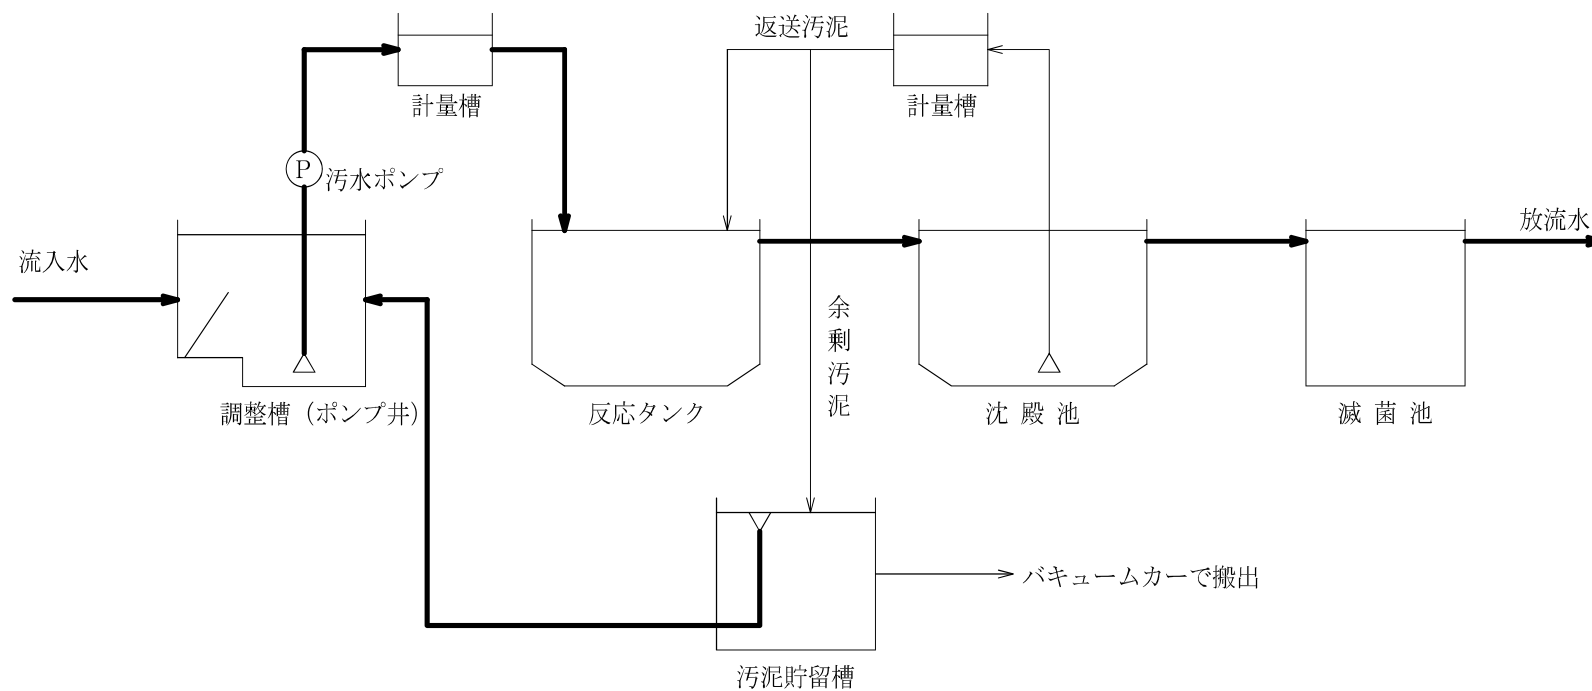 返送汚泥
計量槽
計量槽
P
汚水ポンプ
流入水
放流水
余剰汚泥
調整槽（ポンプ井）
反応タンク
沈殿池
滅菌池
バキュームカーで搬出
汚泥貯留槽